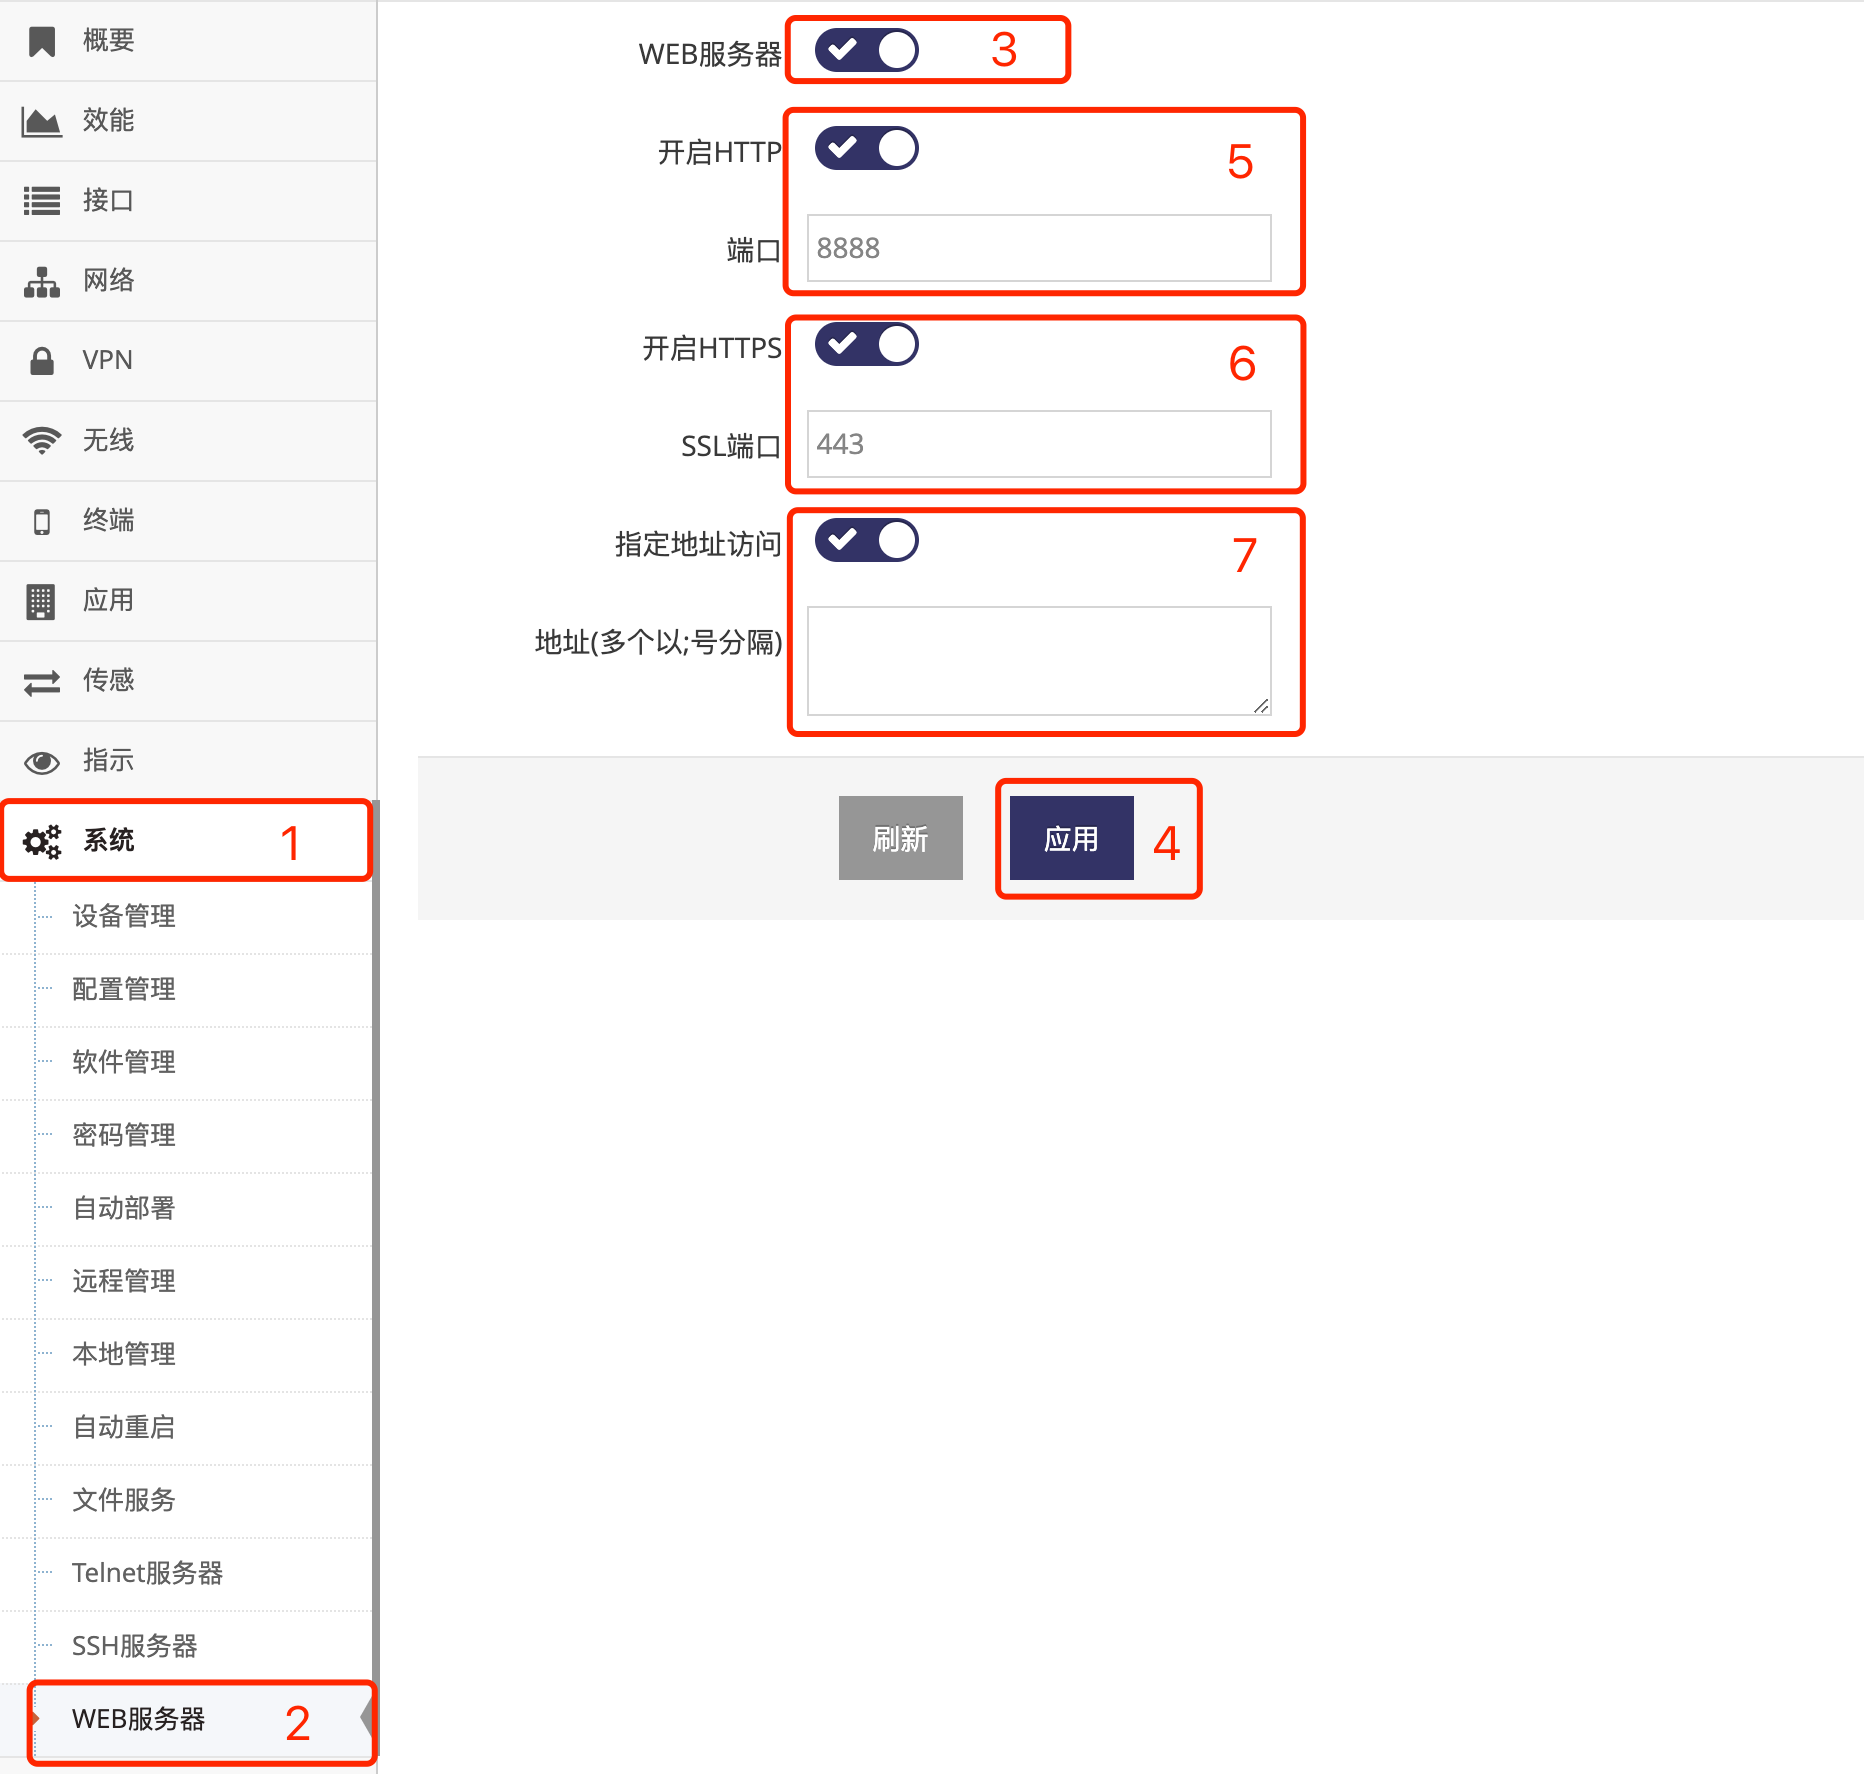 概要
效能
接口
网络
VPN
无线
终端
应用
传感
指示
系统 1
设备管理
配置管理
软件管理
密码管理
自动部署
远程管理
本地管理
自动重启
文件服务
Telnet服务器
SSH服务器
WEB服务器 2
WEB服务器 3
开启HTTP 5
端口 8888
开启HTTPS 6
SSL端口 443
指定地址访问 7
地址(多个以;号分隔)
刷新 应用 4